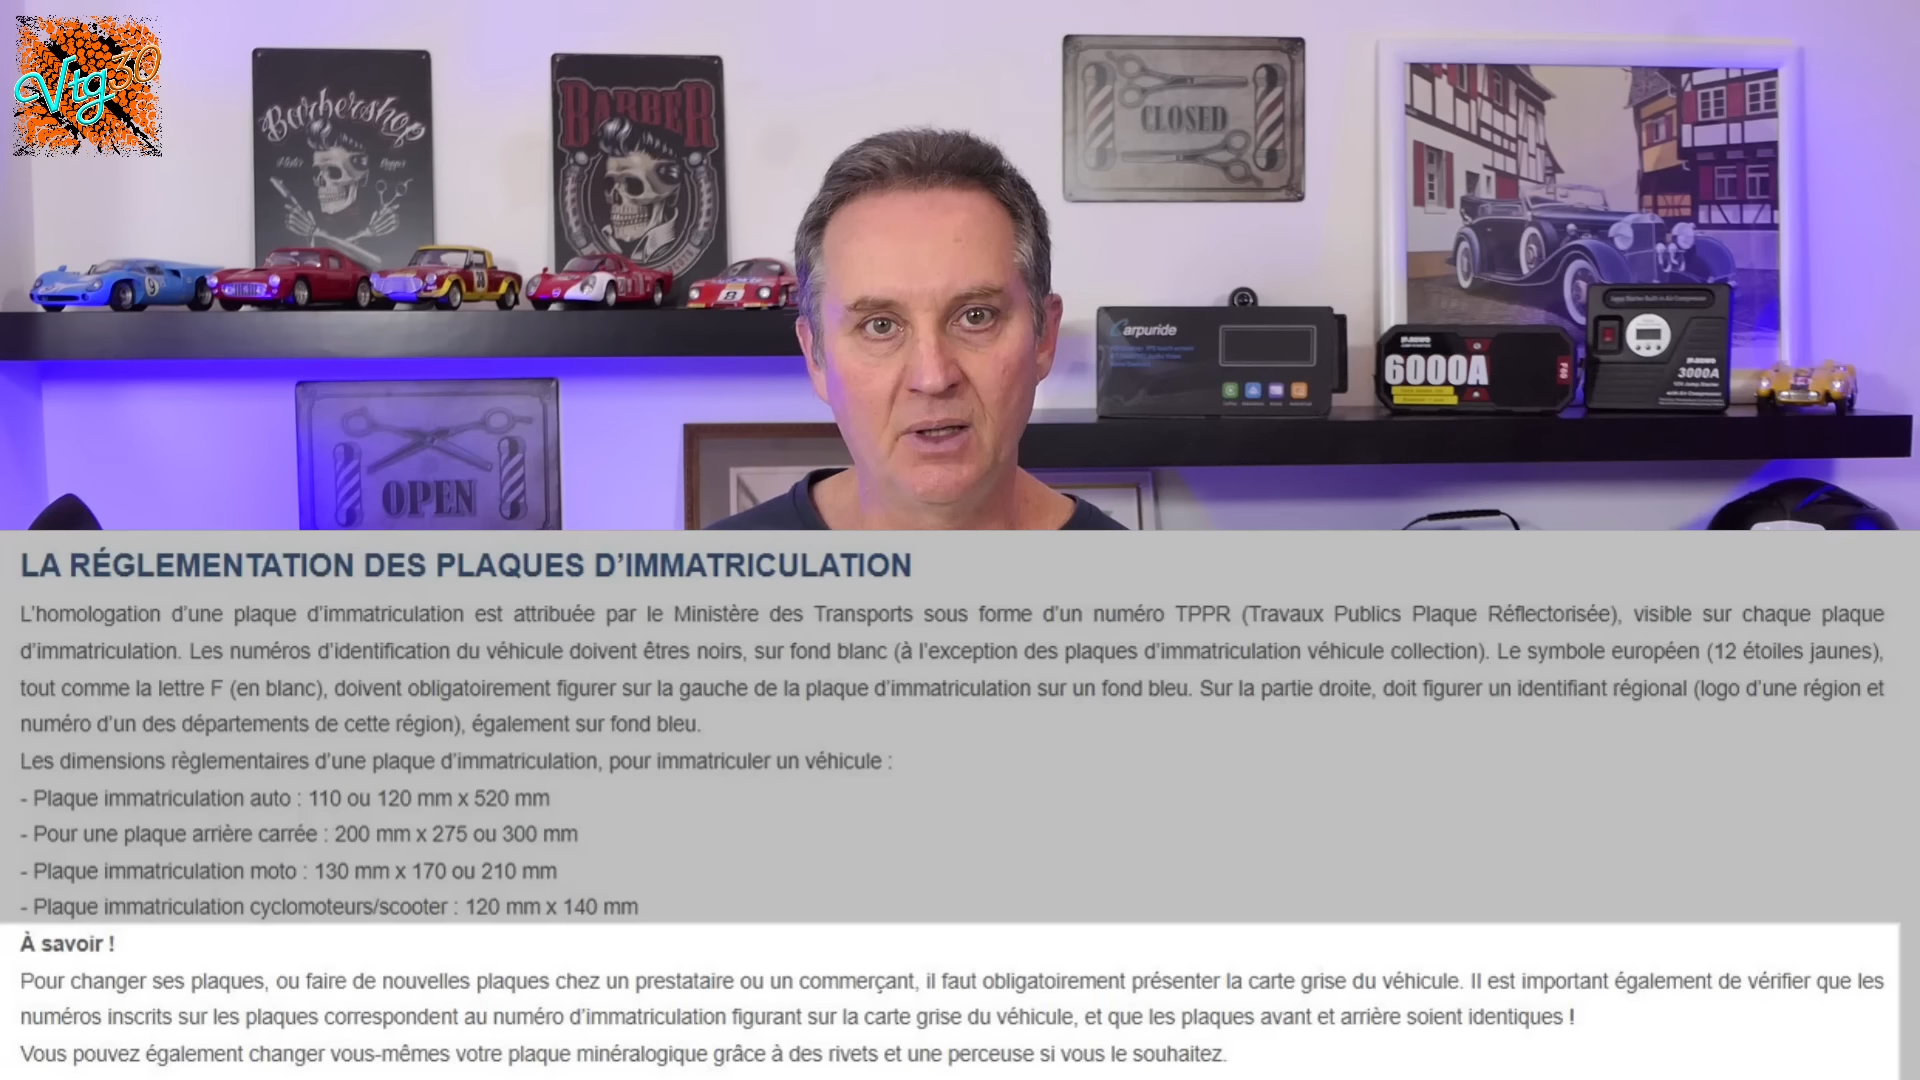 Vtg30
Barbershop
BARBER
CLOSED
9
8
OPEN
Carpuride
6000A
F60
3000A
12V Jump Starter
with Air Compressor
LA RÉGLEMENTATION DES PLAQUES D’IMMATRICULATION
L’homologation d’une plaque d’immatriculation est attribuée par le Ministère des Transports sous forme d’un numéro TPPR (Travaux Publics Plaque Réflectorisée), visible sur chaque plaque
d’immatriculation. Les numéros d’identification du véhicule doivent êtres noirs, sur fond blanc (à l’exception des plaques d’immatriculation véhicule collection). Le symbole européen (12 étoiles jaunes),
tout comme la lettre F (en blanc), doivent obligatoirement figurer sur la gauche de la plaque d’immatriculation sur un fond bleu. Sur la partie droite, doit figurer un identifiant régional (logo d’une région et
numéro d’un des départements de cette région), également sur fond bleu.
Les dimensions règlementaires d’une plaque d’immatriculation, pour immatriculer un véhicule :
- Plaque immatriculation auto : 110 ou 120 mm x 520 mm
- Pour une plaque arrière carrée : 200 mm x 275 ou 300 mm
- Plaque immatriculation moto : 130 mm x 170 ou 210 mm
- Plaque immatriculation cyclomoteurs/scooter : 120 mm x 140 mm
À savoir !
Pour changer ses plaques, ou faire de nouvelles plaques chez un prestataire ou un commerçant, il faut obligatoirement présenter la carte grise du véhicule. Il est important également de vérifier que les
numéros inscrits sur les plaques correspondent au numéro d’immatriculation figurant sur la carte grise du véhicule, et que les plaques avant et arrière soient identiques !
Vous pouvez également changer vous-mêmes votre plaque minéralogique grâce à des rivets et une perceuse si vous le souhaitez.